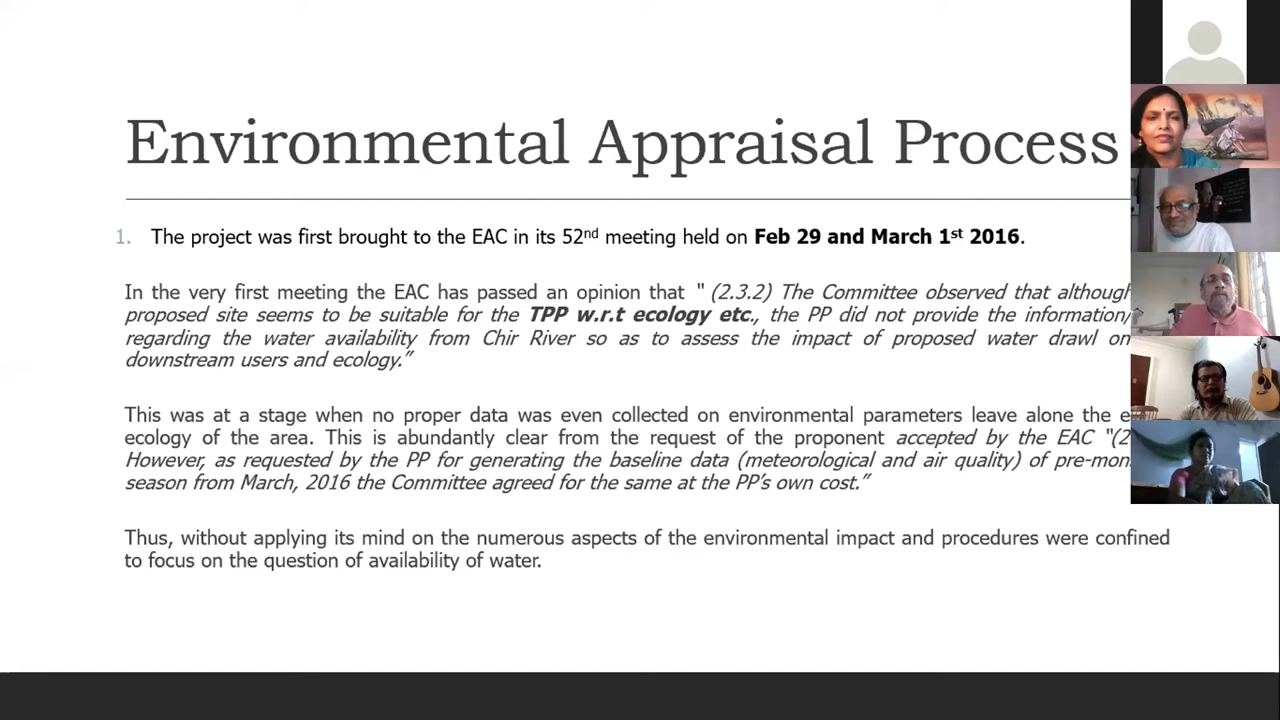 Environmental Appraisal Process
1. The project was first brought to the EAC in its 52nd meeting held on Feb 29 and March 1st 2016.
In the very first meeting the EAC has passed an opinion that " (2.3.2) The Committee observed that although
proposed site seems to be suitable for the TPP w.r.t ecology etc., the PP did not provide the information
regarding the water availability from Chir River so as to assess the impact of proposed water drawl on
downstream users and ecology.”
This was at a stage when no proper data was even collected on environmental parameters leave alone the
ecology of the area. This is abundantly clear from the request of the proponent accepted by the EAC “(2
However, as requested by the PP for generating the baseline data (meteorological and air quality) of
season from March, 2016 the Committee agreed for the same at the PP’s own cost.”
Thus, without applying its mind on the numerous aspects of the environmental impact and procedures were confined
to focus on the question of availability of water.